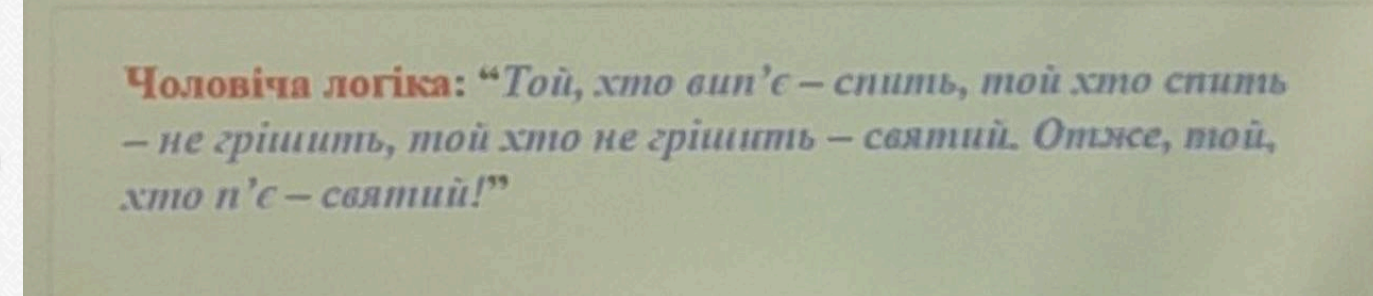 Чоловіча логіка: “Той, хто вип’є – спить, той хто спить
– не грішить, той хто не грішить – святий. Отже, той,
хто п’є – святий!”